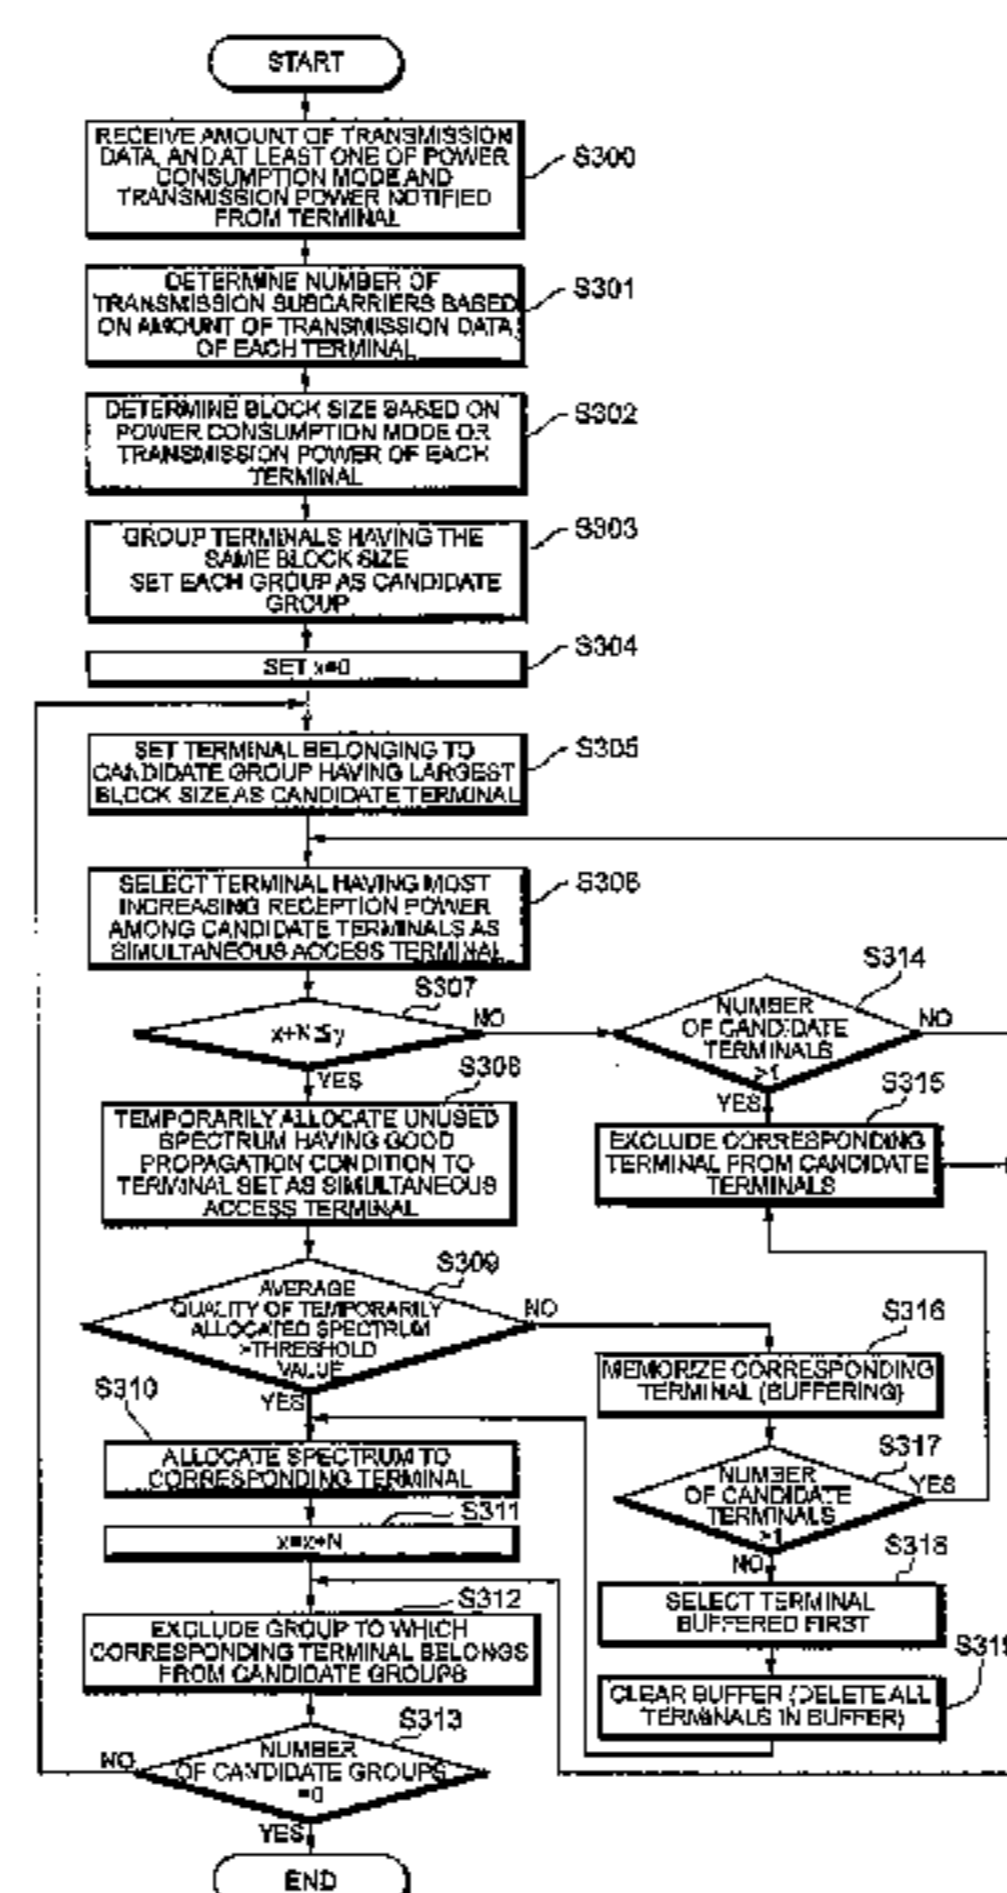 START
RECEIVE AMOUNT OF TRANSMISSION
DATA, AND AT LEAST ONE OF POWER
CONSUMPTION MODE AND
TRANSMISSION POWER NOTIFIED
FROM TERMINAL
S300
DETERMINE NUMBER OF
TRANSMISSION SUBCARRIERS BASED
ON AMOUNT OF TRANSMISSION DATA
OF EACH TERMINAL
S301
DETERMINE BLOCK SIZE BASED ON
POWER CONSUMPTION MODE OR
TRANSMISSION POWER OF EACH
TERMINAL
S302
GROUP TERMINALS HAVING THE
SAME BLOCK SIZE
SET EACH GROUP AS CANDIDATE
GROUP
S303
SET x=0
S304
SET TERMINAL BELONGING TO
CANDIDATE GROUP HAVING LARGEST
BLOCK SIZE AS CANDIDATE TERMINAL
S305
SELECT TERMINAL HAVING MOST
INCREASING RECEPTION POWER
AMONG CANDIDATE TERMINALS AS
SIMULTANEOUS ACCESS TERMINAL
S306
S307
x+N≤y
NO
YES
S314
NUMBER
OF CANDIDATE
TERMINALS
>1
NO
YES
S308
TEMPORARILY ALLOCATE UNUSED
SPECTRUM HAVING GOOD
PROPAGATION CONDITION TO
TERMINAL SET AS SIMULTANEOUS
ACCESS TERMINAL
S315
EXCLUDE CORRESPONDING
TERMINAL FROM CANDIDATE
TERMINALS
S309
AVERAGE
QUALITY OF TEMPORARILY
ALLOCATED SPECTRUM
>THRESHOLD
VALUE
NO
YES
S316
MEMORIZE CORRESPONDING
TERMINAL (BUFFERING)
S310
ALLOCATE SPECTRUM TO
CORRESPONDING TERMINAL
S317
NUMBER
OF CANDIDATE
TERMINALS
>1
YES
NO
S311
x=x+N
S318
SELECT TERMINAL
BUFFERED FIRST
S312
EXCLUDE GROUP TO WHICH
CORRESPONDING TERMINAL BELONGS
FROM CANDIDATE GROUPS
S319
CLEAR BUFFER (DELETE ALL
TERMINALS IN BUFFER)
S313
NUMBER
OF CANDIDATE GROUPS
=0
NO
YES
END